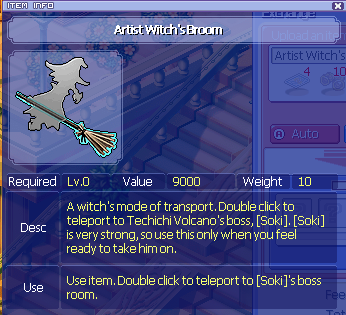 ITEM INFO
Artist Witch's Broom
Required Lv.0 Value 9000 Weight 10
Desc
A witch's mode of transport. Double click to
teleport to Techichi Volcano's boss, [Soki]. [Soki]
is very strong, so use this only when you feel
ready to take him on.
Use
Use item. Double click to teleport to [Soki]'s boss
room.
Artist Witch's
4 10
Auto
Fee